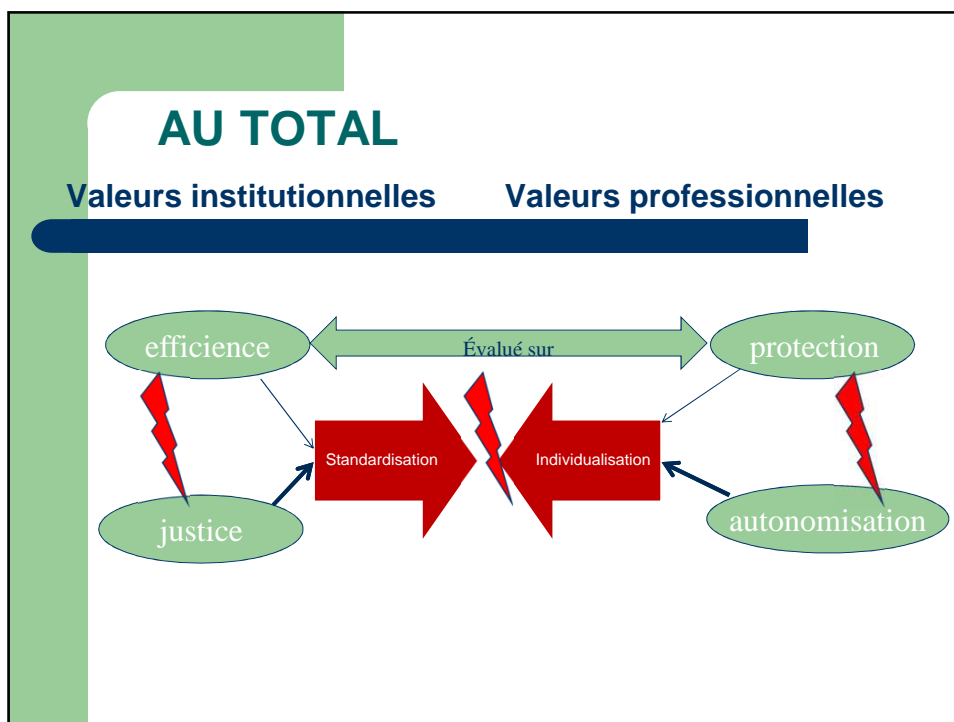 AU TOTAL
Valeurs institutionnelles Valeurs professionnelles
efficience Évalué sur protection
Standardisation Individualisation
justice autonomisation